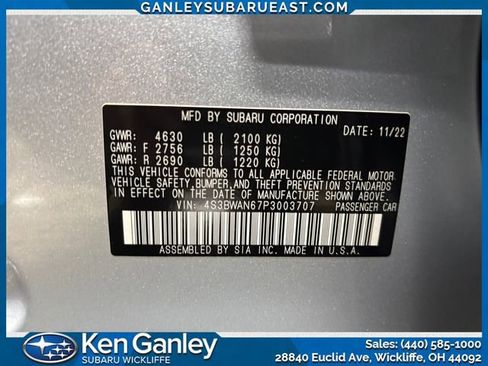 GANLEYSUBARUEAST.COM
MFD BY SUBARU CORPORATION
GVWR: 4630 LB ( 2100 KG) DATE: 11/22
GAWR: F 2756 LB ( 1250 KG)
GAWR: R 2690 LB ( 1220 KG)
THIS VEHICLE CONFORMS TO ALL APPLICABLE FEDERAL MOTOR
VEHICLE SAFETY, BUMPER, AND THEFT PREVENTION STANDARDS
IN EFFECT ON THE DATE OF MANUFACTURE SHOWN ABOVE.
VIN: 4S3BWAN67P3003707 PASSENGER CAR
ASSEMBLED BY SIA INC. MADE IN U.S.A.
SUBARU
Ken Ganley
SUBARU WICKLIFFE
Sales: (440) 585-1000
28840 Euclid Ave, Wickliffe, OH 44092